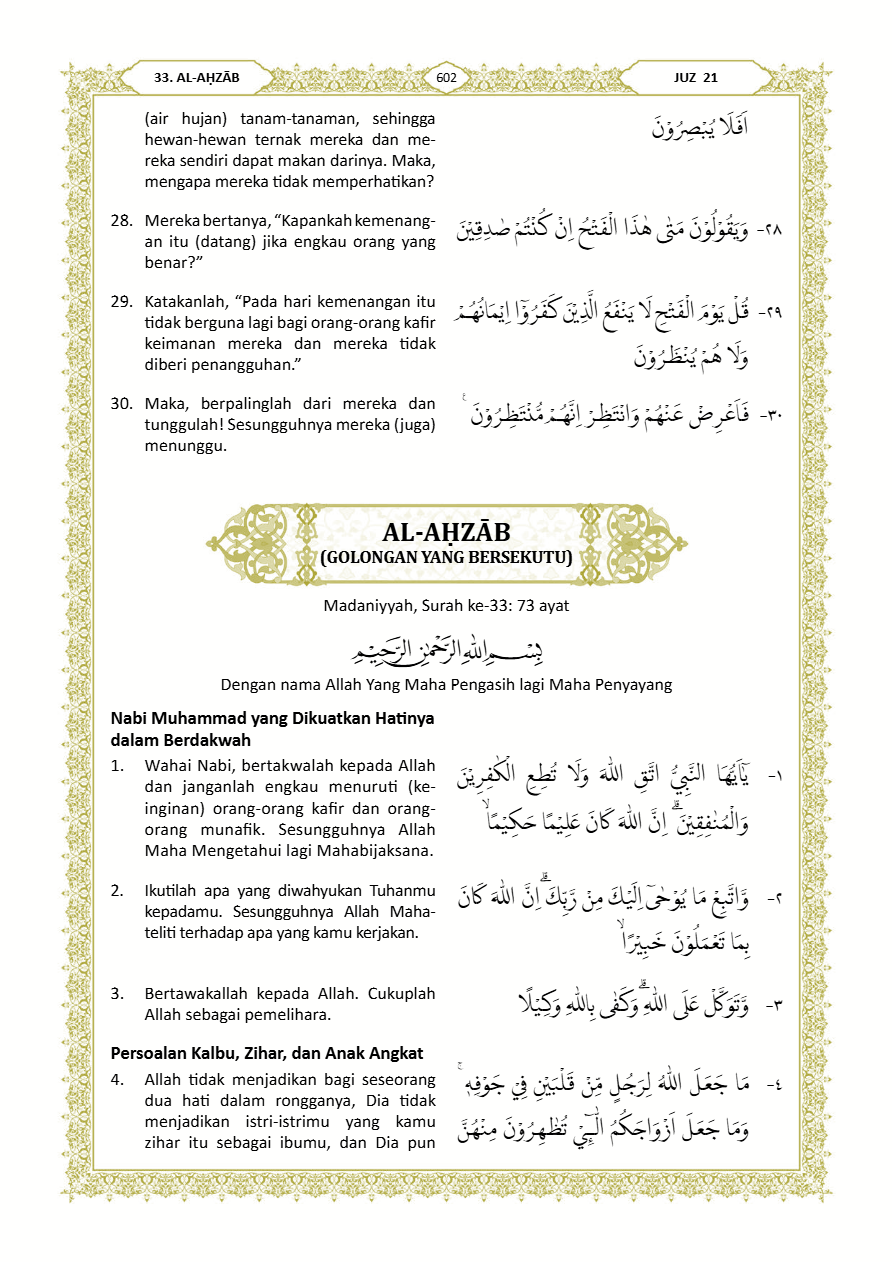 33. AL-AḤZĀB
602
JUZ 21
(air hujan) tanam-tanaman, sehingga
hewan-hewan ternak mereka dan me-
reka sendiri dapat makan darinya. Maka,
mengapa mereka tidak memperhatikan?
اَفَلَا يُبْصِرُوْنَ
28. Mereka bertanya, “Kapankah kemenang-
an itu (datang) jika engkau orang yang
benar?”
٢٨- وَيَقُوْلُوْنَ مَتٰى هٰذَا الْفَتْحُ اِنْ كُنْتُمْ صٰدِقِيْنَ
29. Katakanlah, “Pada hari kemenangan itu
tidak berguna lagi bagi orang-orang kafir
keimanan mereka dan mereka tidak
diberi penangguhan.”
٢٩- قُلْ يَوْمَ الْفَتْحِ لَا يَنْفَعُ الَّذِيْنَ كَفَرُوْٓا اِيْمَانُهُمْ
وَلَا هُمْ يُنْظَرُوْنَ
30. Maka, berpalinglah dari mereka dan
tunggulah! Sesungguhnya mereka (juga)
menunggu.
٣٠- فَاَعْرِضْ عَنْهُمْ وَانْتَظِرْ اِنَّهُمْ مُّنْتَظِرُوْنَ ࣖ
AL-AḤZĀB
(GOLONGAN YANG BERSEKUTU)
Madaniyyah, Surah ke-33: 73 ayat
بِسْمِ اللّٰهِ الرَّحْمٰنِ الرَّحِيْمِ
Dengan nama Allah Yang Maha Pengasih lagi Maha Penyayang
Nabi Muhammad yang Dikuatkan Hatinya
dalam Berdakwah
1. Wahai Nabi, bertakwalah kepada Allah
dan janganlah engkau menuruti (ke-
inginan) orang-orang kafir dan orang-
orang munafik. Sesungguhnya Allah
Maha Mengetahui lagi Mahabijaksana.
١- يٰٓاَيُّهَا النَّبِيُّ اتَّقِ اللّٰهَ وَلَا تُطِعِ الْكٰفِرِيْنَ
وَالْمُنٰفِقِيْنَ ۗاِنَّ اللّٰهَ كَانَ عَلِيْمًا حَكِيْمًاۙ
2. Ikutilah apa yang diwahyukan Tuhanmu
kepadamu. Sesungguhnya Allah Maha-
teliti terhadap apa yang kamu kerjakan.
٢- وَّاتَّبِعْ مَا يُوْحٰىٓ اِلَيْكَ مِنْ رَّبِّكَ ۗاِنَّ اللّٰهَ كَانَ
بِمَا تَعْمَلُوْنَ خَبِيْرًاۙ
3. Bertawakallah kepada Allah. Cukuplah
Allah sebagai pemelihara.
٣- وَّتَوَكَّلْ عَلَى اللّٰهِ ۗوَكَفٰى بِاللّٰهِ وَكِيْلًا
Persoalan Kalbu, Zihar, dan Anak Angkat
4. Allah tidak menjadikan bagi seseorang
dua hati dalam rongganya, Dia tidak
menjadikan istri-istrimu yang kamu
zihar itu sebagai ibumu, dan Dia pun
٤- مَا جَعَلَ اللّٰهُ لِرَجُلٍ مِّنْ قَلْبَيْنِ فِيْ جَوْفِهٖ ۚ
وَمَا جَعَلَ اَزْوَاجَكُمُ الّٰـِٕۤيْ تُظٰهِرُوْنَ مِنْهُنَّ